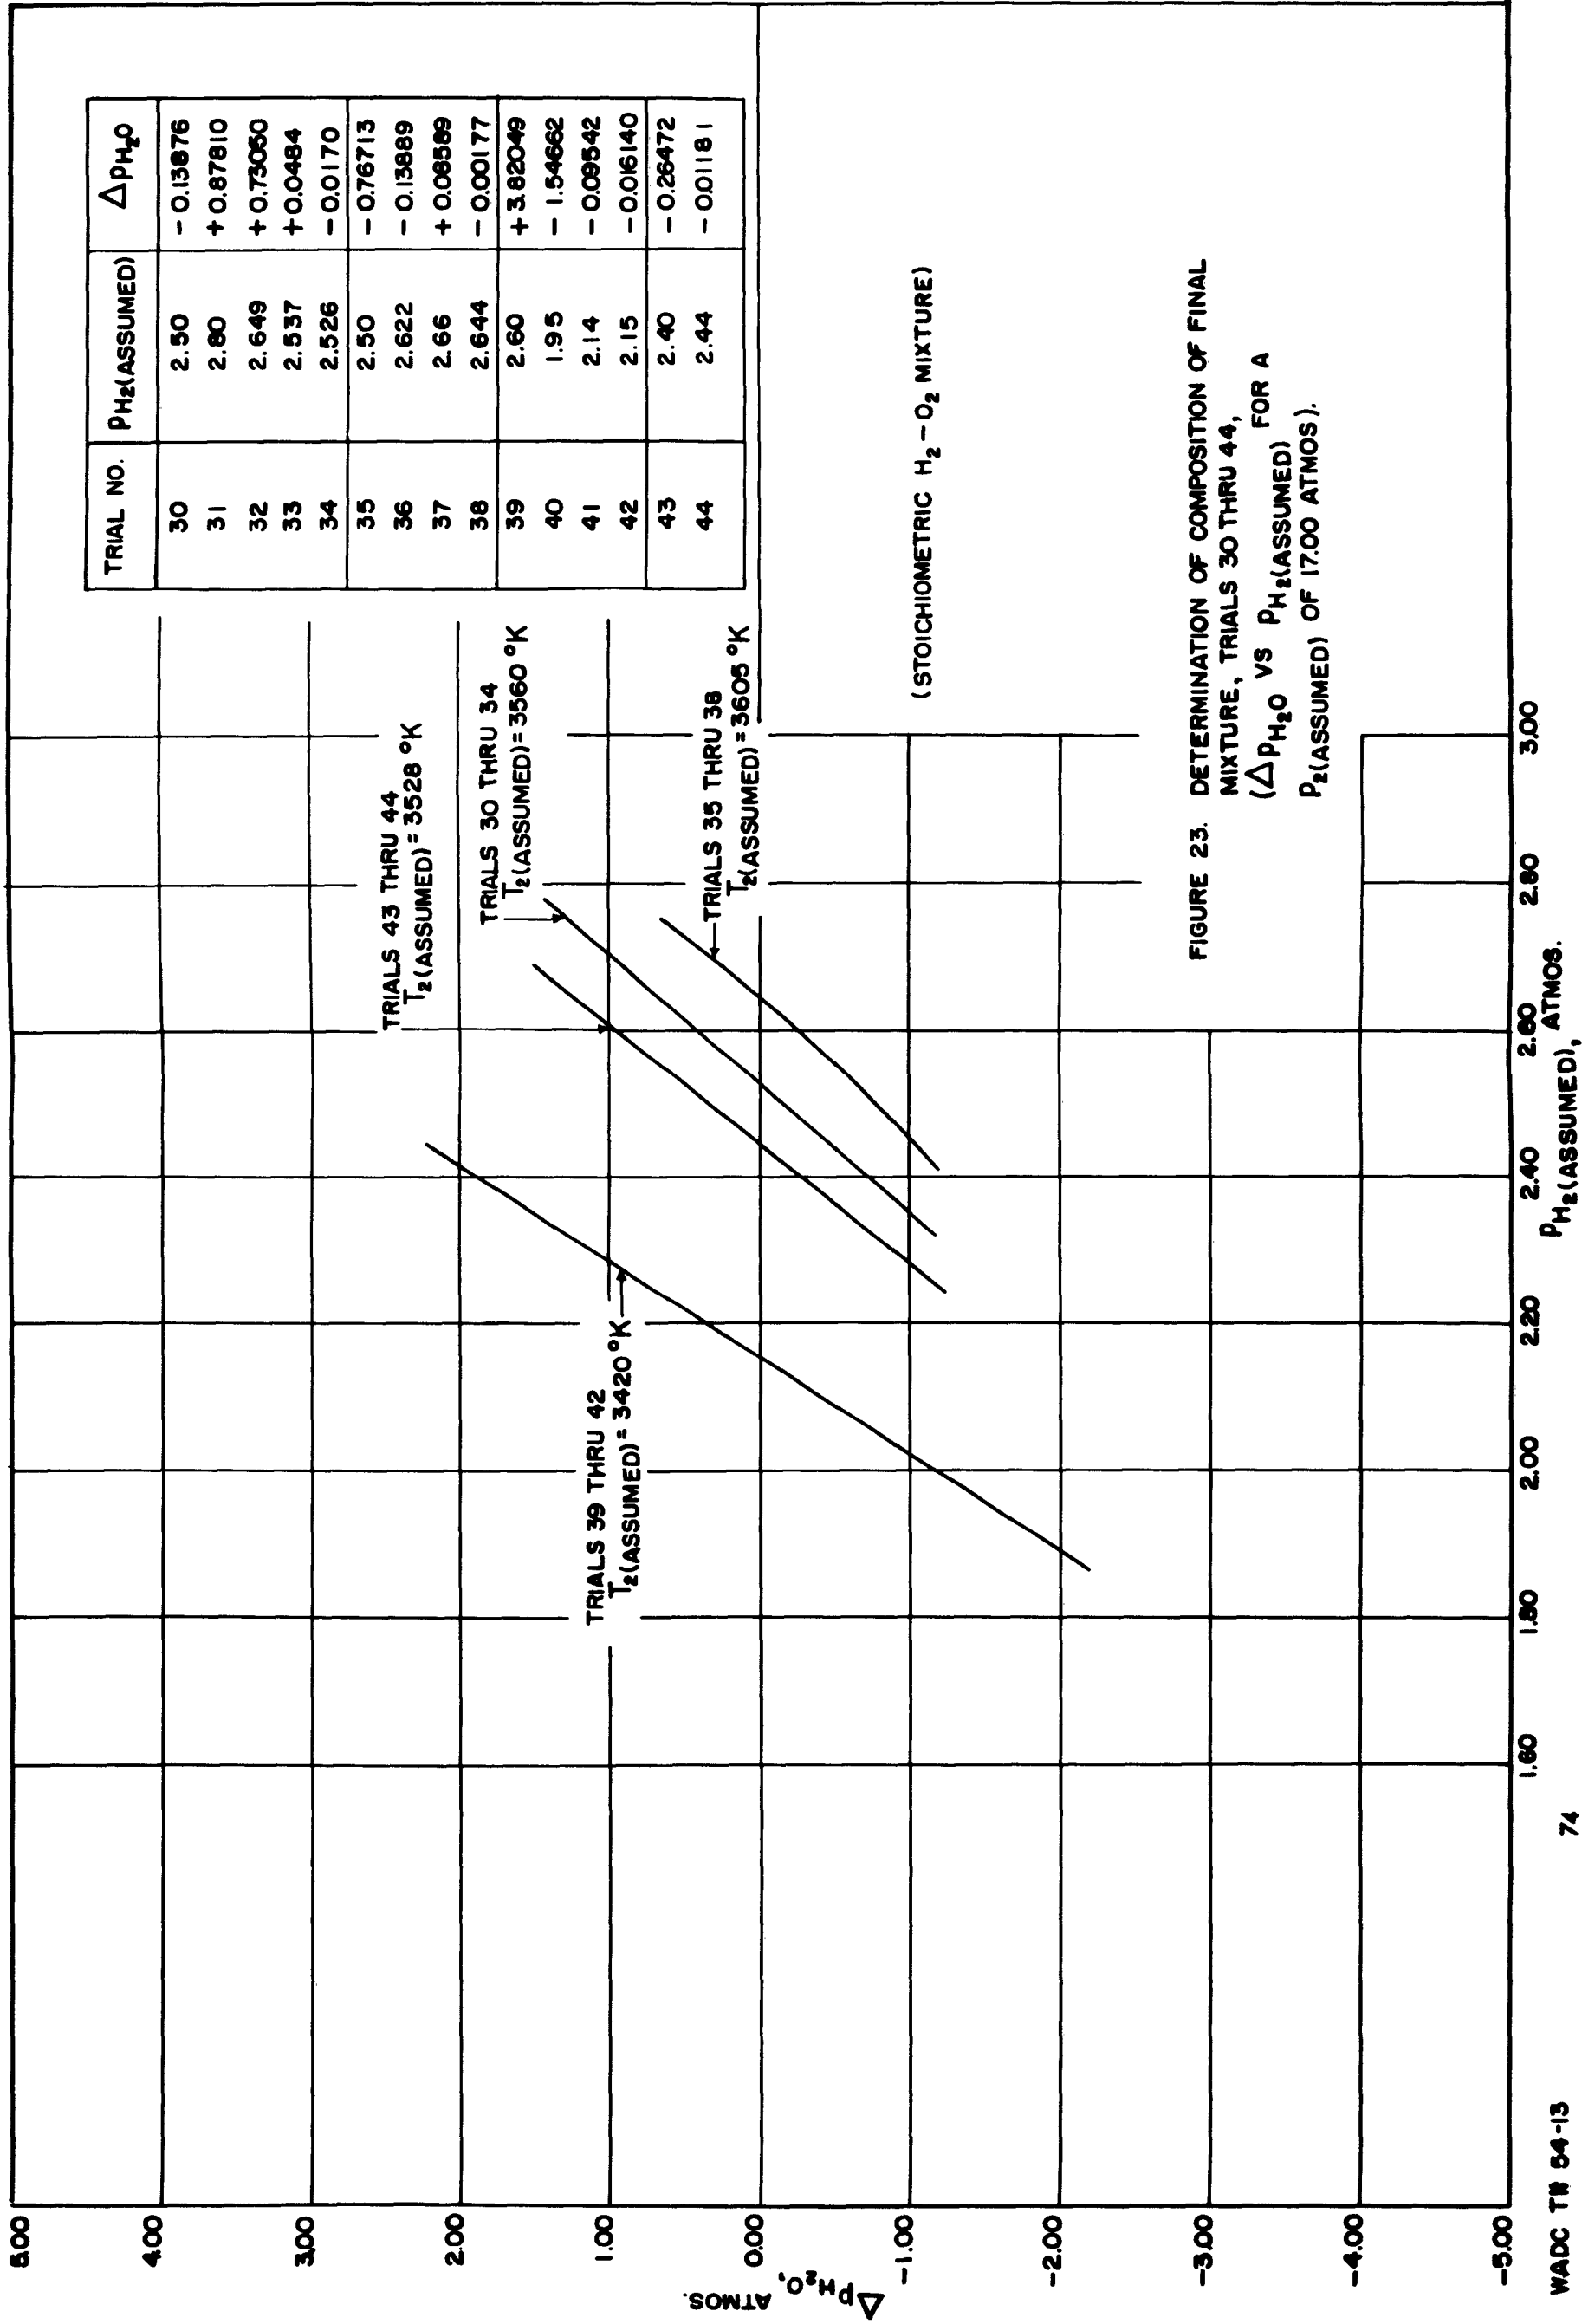 5.00
4.00
3.00
2.00
1.00
0.00
-1.00
-2.00
-3.00
-4.00
-5.00
ΔpH₂O, ATMOS.
1.60
1.80
2.00
2.20
2.40
2.60
2.80
3.00
PH₂(ASSUMED), ATMOS.
TRIALS 39 THRU 42
T₂(ASSUMED) = 3420 °K
TRIALS 43 THRU 44
T₂(ASSUMED) = 3528 °K
TRIALS 30 THRU 34
T₂(ASSUMED) = 3560 °K
TRIALS 35 THRU 38
T₂(ASSUMED) = 3605 °K
TRIAL NO. PH₂(ASSUMED) ΔPH₂O
30 2.50 - 0.13876
31 2.80 + 0.87810
32 2.649 + 0.73050
33 2.537 + 0.0484
34 2.526 - 0.0170
35 2.50 - 0.76713
36 2.622 - 0.13889
37 2.66 + 0.08589
38 2.644 - 0.00177
39 2.60 + 3.82049
40 1.95 - 1.54662
41 2.14 - 0.09542
42 2.15 - 0.016140
43 2.40 - 0.26472
44 2.44 - 0.01181
(STOICHIOMETRIC H₂ - O₂ MIXTURE)
FIGURE 23. DETERMINATION OF COMPOSITION OF FINAL
MIXTURE, TRIALS 30 THRU 44,
(ΔPH₂O VS PH₂(ASSUMED) FOR A
P₂(ASSUMED) OF 17.00 ATMOS).
WADC TR 54-13
74